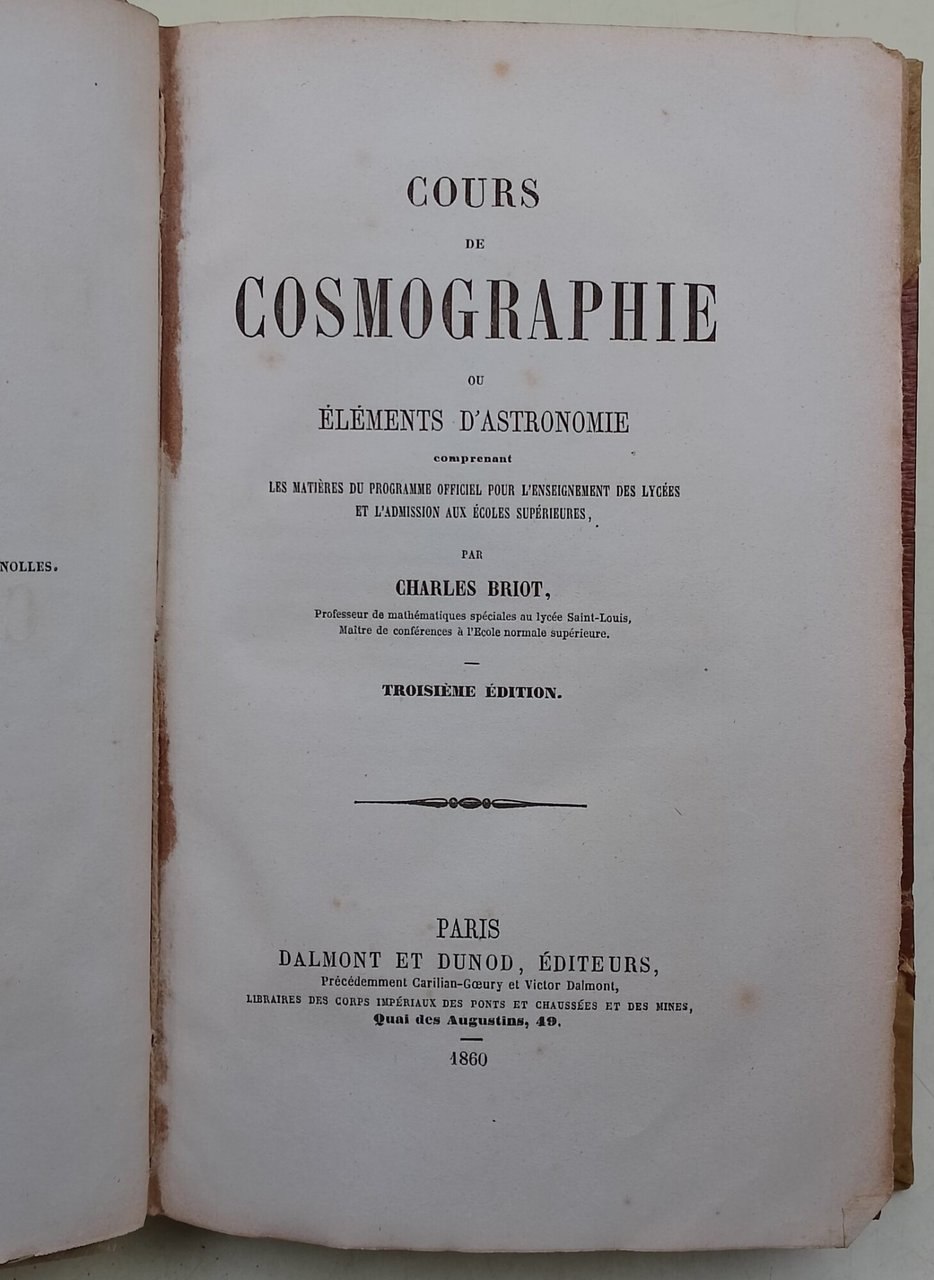 NOLLES.
COURS
DE
COSMOGRAPHIE
OU
ÉLÉMENTS D'ASTRONOMIE
comprenant
LES MATIÈRES DU PROGRAMME OFFICIEL POUR L'ENSEIGNEMENT DES LYCÉES
ET L'ADMISSION AUX ÉCOLES SUPÉRIEURES,
PAR
CHARLES BRIOT,
Professeur de mathématiques spéciales au lycée Saint-Louis,
Maître de conférences à l'Ecole normale supérieure.
TROISIÈME ÉDITION.
PARIS
DALMONT ET DUNOD, ÉDITEURS,
Précédemment Carilian-Gœury et Victor Dalmont,
LIBRAIRES DES CORPS IMPÉRIAUX DES PONTS ET CHAUSSÉES ET DES MINES,
Quai des Augustins, 49.
1860